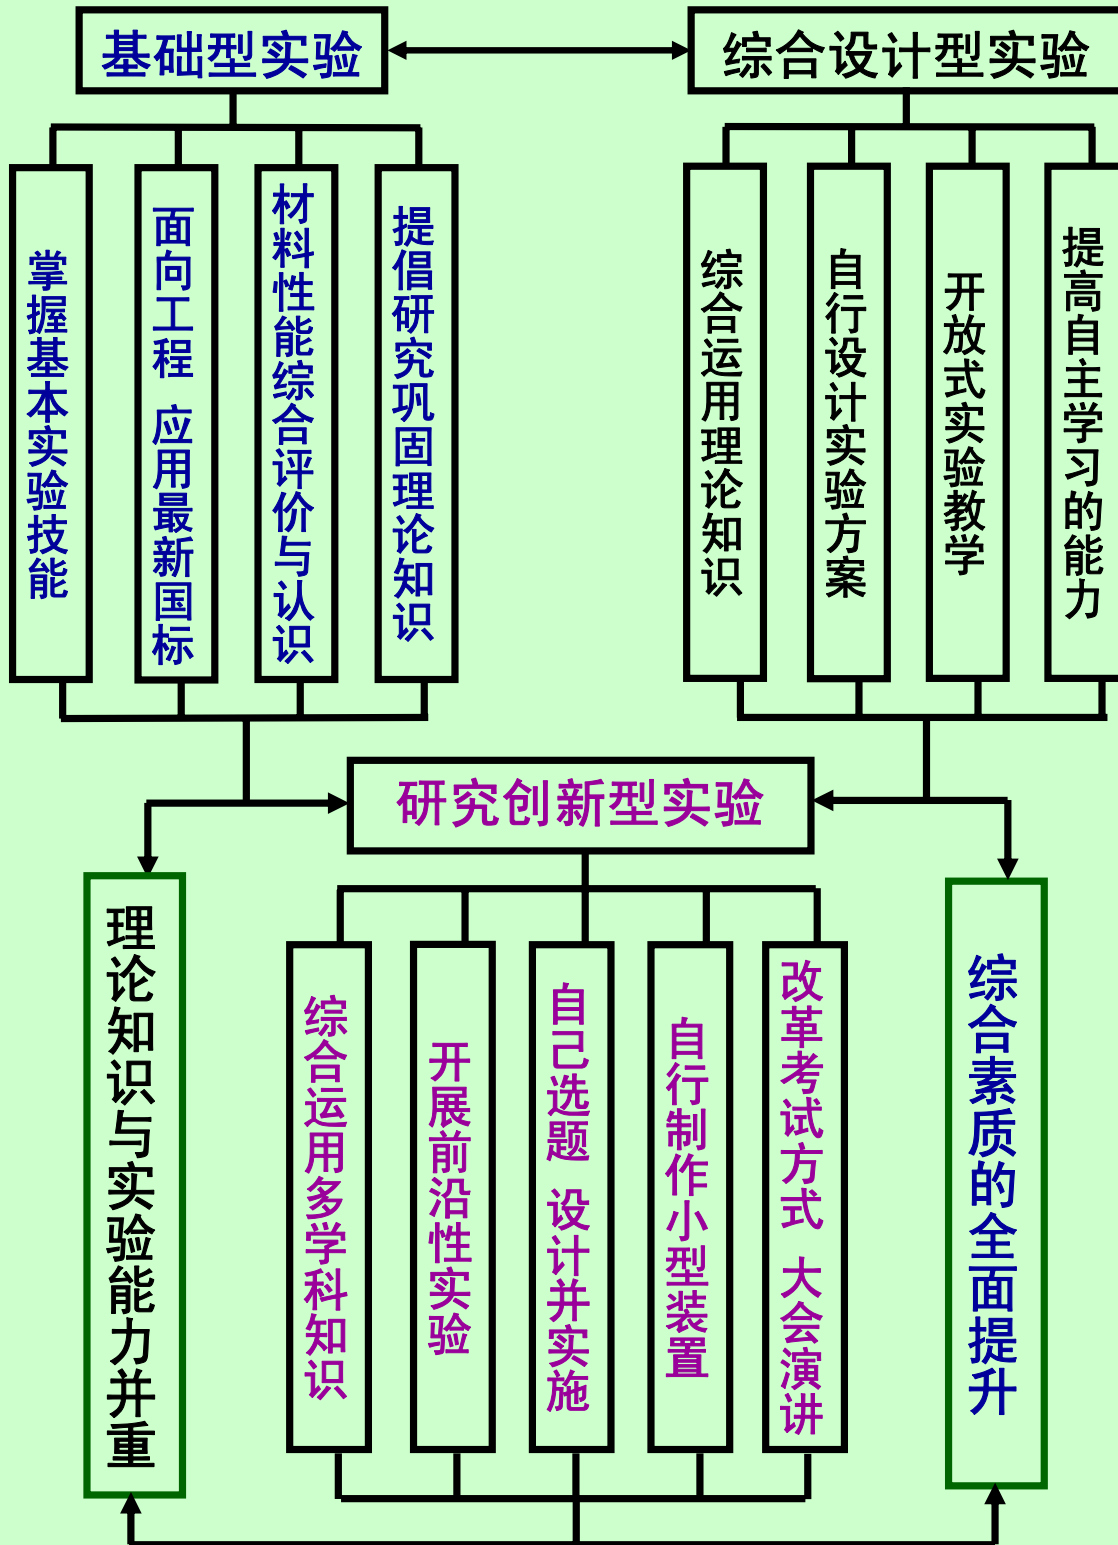 基础型实验
综合设计型实验
掌握基本实验技能
面向工程 应用最新国标
材料性能综合评价与认识
提倡研究巩固理论知识
综合运用理论知识
自行设计实验方案
开放式实验教学
提高自主学习的能力
研究创新型实验
理论知识与实验能力并重
综合运用多学科知识
开展前沿性实验
自己选题 设计并实施
自行制作小型装置
改革考试方式 大会演讲
综合素质的全面提升